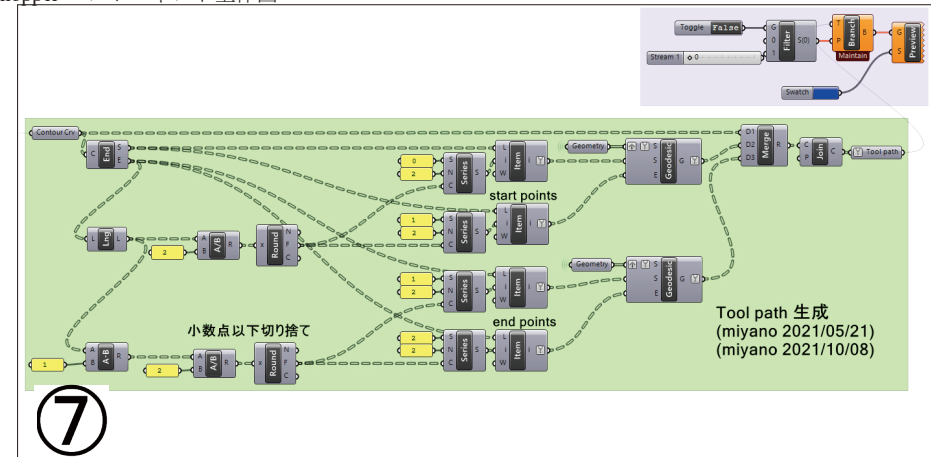 Toggle False
G
0
1
Filter
S(0)
T
P
Branch
B
Maintain
G
S
Preview
Stream 1 0
Swatch
Contour Crv
C
End
S
E
0
2
S
N
C
Series
S
L
i
W
Item
i
Geometry
S
S
E
Geodesic
G
D1
D2
D3
Merge
R
C
P
Join
C
Tool path
start points
1
2
S
N
C
Series
S
L
i
W
Item
i
L
Lng
L
2
A
B
A/B
R
x
Round
N
F
C
1
2
S
N
C
Series
S
L
i
W
Item
i
Geometry
S
S
E
Geodesic
G
end points
小数点以下切り捨て
2
2
S
N
C
Series
S
L
i
W
Item
i
1
A
B
A-B
R
2
A
B
A/B
R
x
Round
N
F
C
Tool path 生成
(miyano 2021/05/21)
(miyano 2021/10/08)
⑦